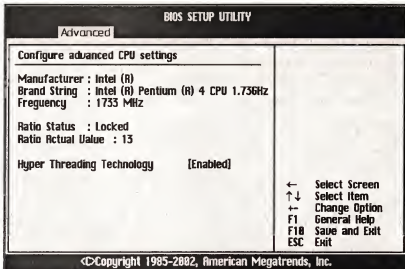 BIOS SETUP UTILITY
Advanced
Configure advanced CPU settings
Manufacturer : Intel (R)
Brand String : Intel (R) Pentium (R) 4 CPU 1.73GHz
Frequency : 1733 MHz
Ratio Status : Locked
Ratio Actual Value : 13
Hyper Threading Technology [Enabled]
← Select Screen
↑↓ Select Item
+- Change Option
F1 General Help
F10 Save and Exit
ESC Exit
<C>Copyright 1985-2002, American Megatrends, Inc.